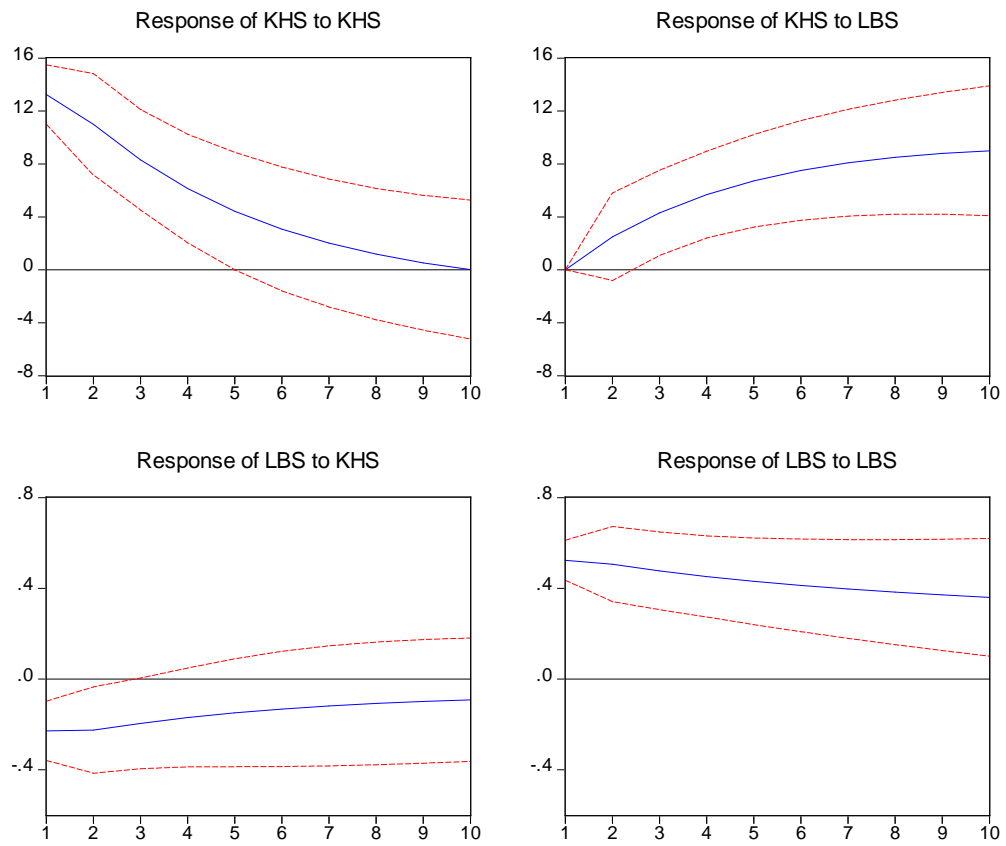 Response of KHS to KHS
16
12
8
4
0
-4
-8
1 2 3 4 5 6 7 8 9 10
Response of KHS to LBS
16
12
8
4
0
-4
-8
1 2 3 4 5 6 7 8 9 10
Response of LBS to KHS
.8
.4
.0
-.4
1 2 3 4 5 6 7 8 9 10
Response of LBS to LBS
.8
.4
.0
-.4
1 2 3 4 5 6 7 8 9 10